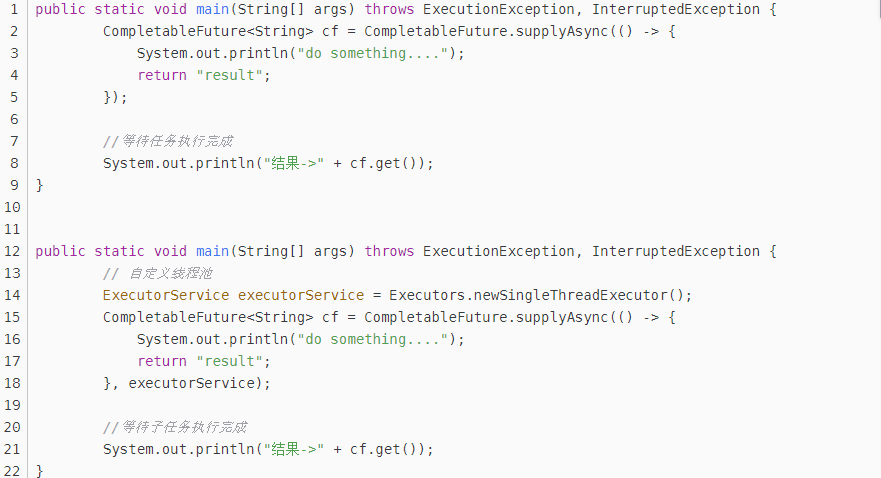 1 public static void main(String[] args) throws ExecutionException, InterruptedException {
2         CompletableFuture<String> cf = CompletableFuture.supplyAsync(() -> {
3             System.out.println("do something....");
4             return "result";
5         });
6
7         //等待任务执行完成
8         System.out.println("结果->" + cf.get());
9 }
10
11
12 public static void main(String[] args) throws ExecutionException, InterruptedException {
13         // 自定义线程池
14         ExecutorService executorService = Executors.newSingleThreadExecutor();
15         CompletableFuture<String> cf = CompletableFuture.supplyAsync(() -> {
16             System.out.println("do something....");
17             return "result";
18         }, executorService);
19
20         //等待子任务执行完成
21         System.out.println("结果->" + cf.get());
22 }